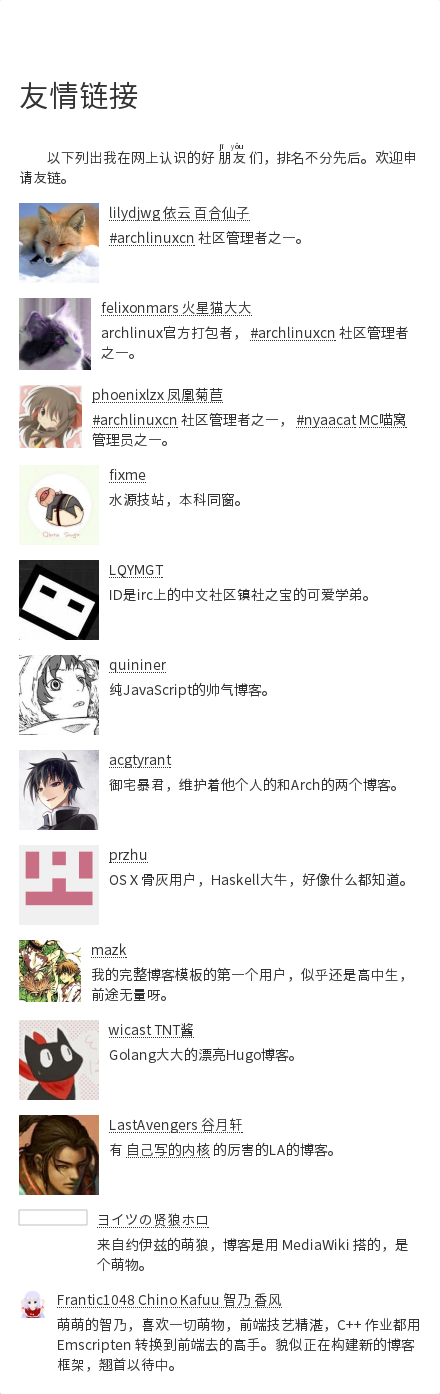 友情链接
jī yǒu
以下列出我在网上认识的好 朋友 们，排名不分先后。欢迎申
请友链。
lilydjwg 依云 百合仙子
#archlinuxcn 社区管理者之一。
felixonmars 火星猫大大
archlinux官方打包者， #archlinuxcn 社区管理者
之一。
phoenixlzx 凤凰菊苣
#archlinuxcn 社区管理者之一， #nyaacat MC喵窝
管理员之一。
fixme
水源技站，本科同窗。
LQYMGT
ID是irc上的中文社区镇社之宝的可爱学弟。
quininer
纯JavaScript的帅气博客。
acgtyrant
御宅暴君，维护着他个人的和Arch的两个博客。
przhu
OS X 骨灰用户，Haskell大牛，好像什么都知道。
mazk
我的完整博客模板的第一个用户，似乎还是高中生，
前途无量呀。
wicast TNT酱
Golang大大的漂亮Hugo博客。
LastAvengers 谷月轩
有 自己写的内核 的厉害的LA的博客。
ヨイツの贤狼ホロ
来自约伊兹的萌狼，博客是用 MediaWiki 搭的，是
个萌物。
Frantic1048 Chino Kafuu 智乃 香风
萌萌的智乃，喜欢一切萌物，前端技艺精湛，C++ 作业都用
Emscripten 转换到前端去的高手。貌似正在构建新的博客
框架，翘首以待中。